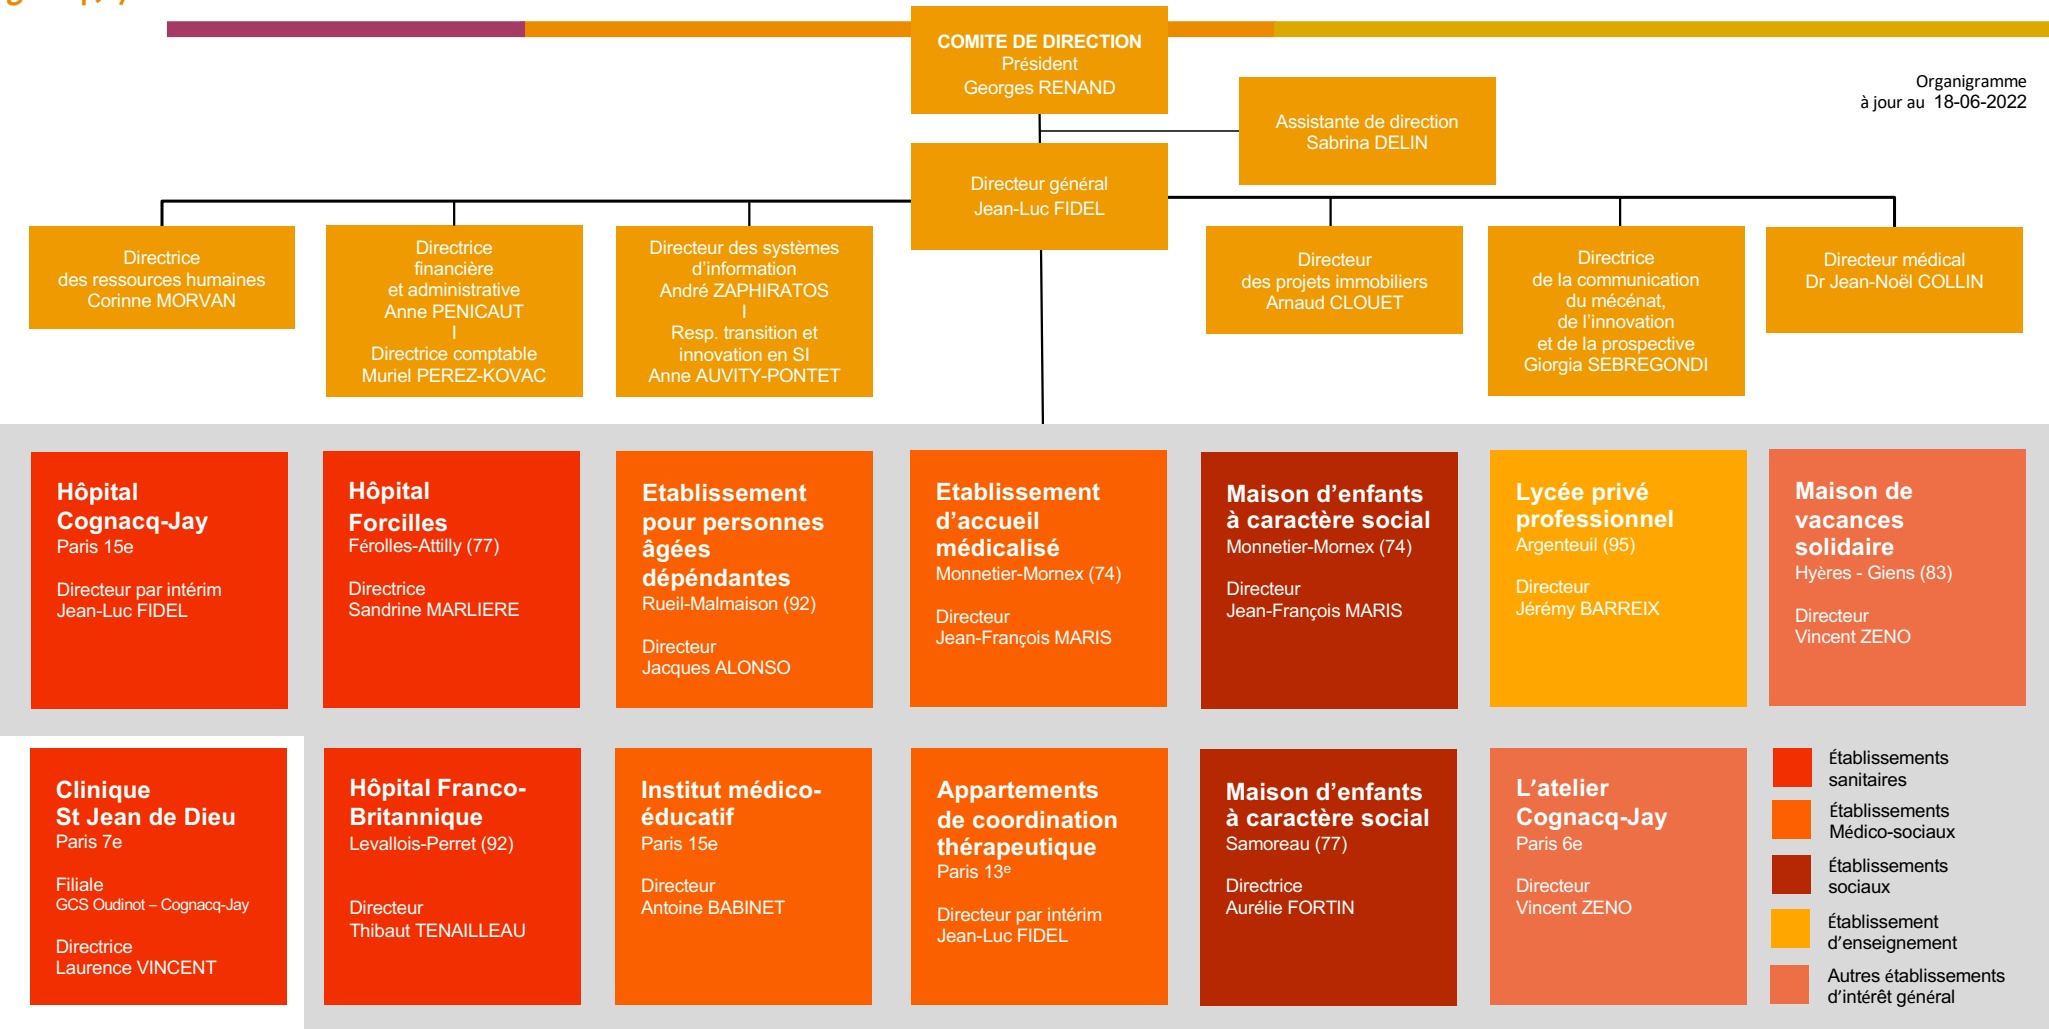 COMITE DE DIRECTION
Président
Georges RENAND
Organigramme
à jour au 18-06-2022
Assistante de direction
Sabrina DELIN
Directeur général
Jean-Luc FIDEL
Directrice
des ressources humaines
Corinne MORVAN
Directrice
financière
et administrative
Anne PENICAUT
I
Directrice comptable
Muriel PEREZ-KOVAC
Directeur des systèmes
d'information
André ZAPHIRATOS
I
Resp. transition et
innovation en SI
Anne AUVITY-PONTET
Directeur
des projets immobiliers
Arnaud CLOUET
Directrice
de la communication
du mécénat,
de l'innovation
et de la prospective
Giorgia SEBREGONDI
Directeur médical
Dr Jean-Noël COLLIN
Hôpital
Cognacq-Jay
Paris 15e
Directeur par intérim
Jean-Luc FIDEL
Hôpital
Forcilles
Férolles-Attilly (77)
Directrice
Sandrine MARLIERE
Etablissement
pour personnes
âgées
dépéndantes
Rueil-Malmaison (92)
Directeur
Jacques ALONSO
Etablissement
d'accueil
médicalisé
Monnetier-Mornex (74)
Directeur
Jean-François MARIS
Maison d'enfants
à caractère social
Monnetier-Mornex (74)
Directeur
Jean-François MARIS
Lycée privé
professionnel
Argenteuil (95)
Directeur
Jérémy BARREIX
Maison de
vacances
solidaire
Hyères - Giens (83)
Directeur
Vincent ZENO
Clinique
St Jean de Dieu
Paris 7e
Filiale
GCS Oudinot – Cognacq-Jay
Directrice
Laurence VINCENT
Hôpital Franco-
Britannique
Levallois-Perret (92)
Directeur
Thibaut TENAILLEAU
Institut médico-
éducatif
Paris 15e
Directeur
Antoine BABINET
Appartements
de coordination
thérapeutique
Paris 13e
Directeur par intérim
Jean-Luc FIDEL
Maison d'enfants
à caractère social
Samoreau (77)
Directrice
Aurélie FORTIN
L'atelier
Cognacq-Jay
Paris 6e
Directeur
Vincent ZENO
Établissements
sanitaires
Établissements
Médico-sociaux
Établissements
sociaux
Établissement
d'enseignement
Autres établissements
d'intérêt général